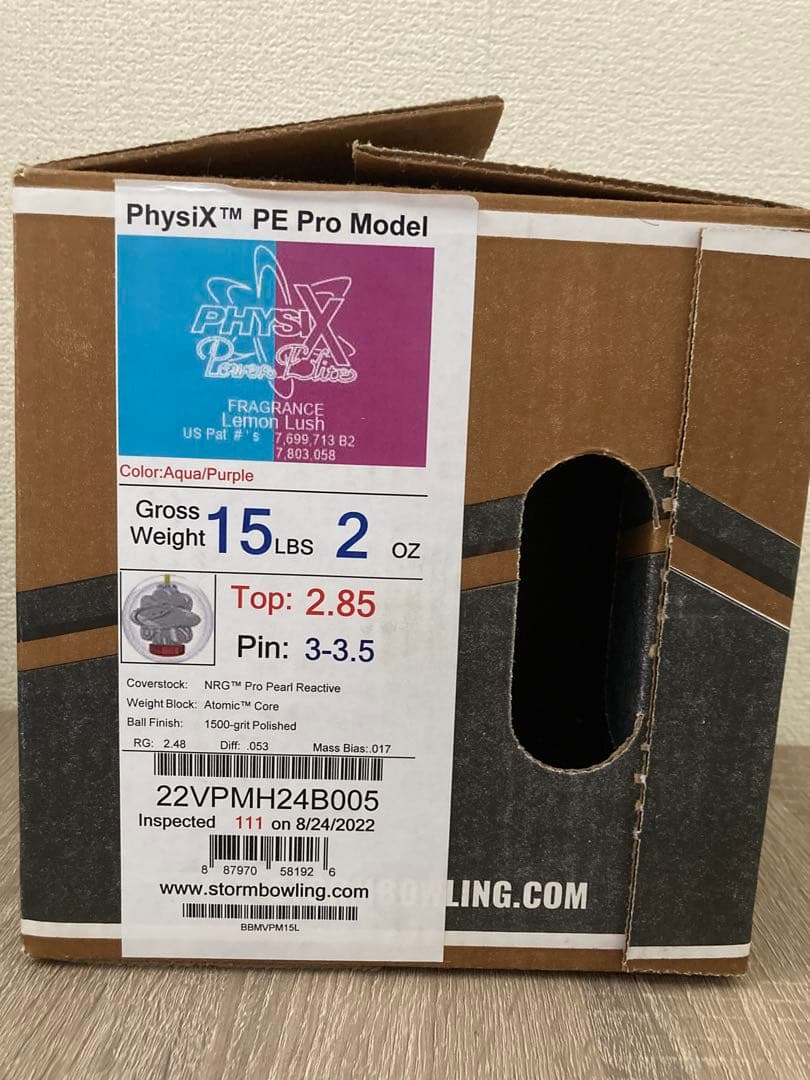 PhysiX™ PE Pro Model
PHYSIX
Power Elite
FRAGRANCE
Lemon Lush
US Pat #'s 7,699,713 B2
7,803,058
Color:Aqua/Purple
Gross Weight 15 LBS 2 OZ
Top: 2.85
Pin: 3-3.5
Coverstock: NRG™ Pro Pearl Reactive
Weight Block: Atomic™ Core
Ball Finish: 1500-grit Polished
RG: 2.48 Diff: .053 Mass Bias:.017
22VPMH24B005
Inspected 111 on 8/24/2022
8 87970 58192 6
www.stormbowling.com
BBMVPM15L
BOWLING.COM